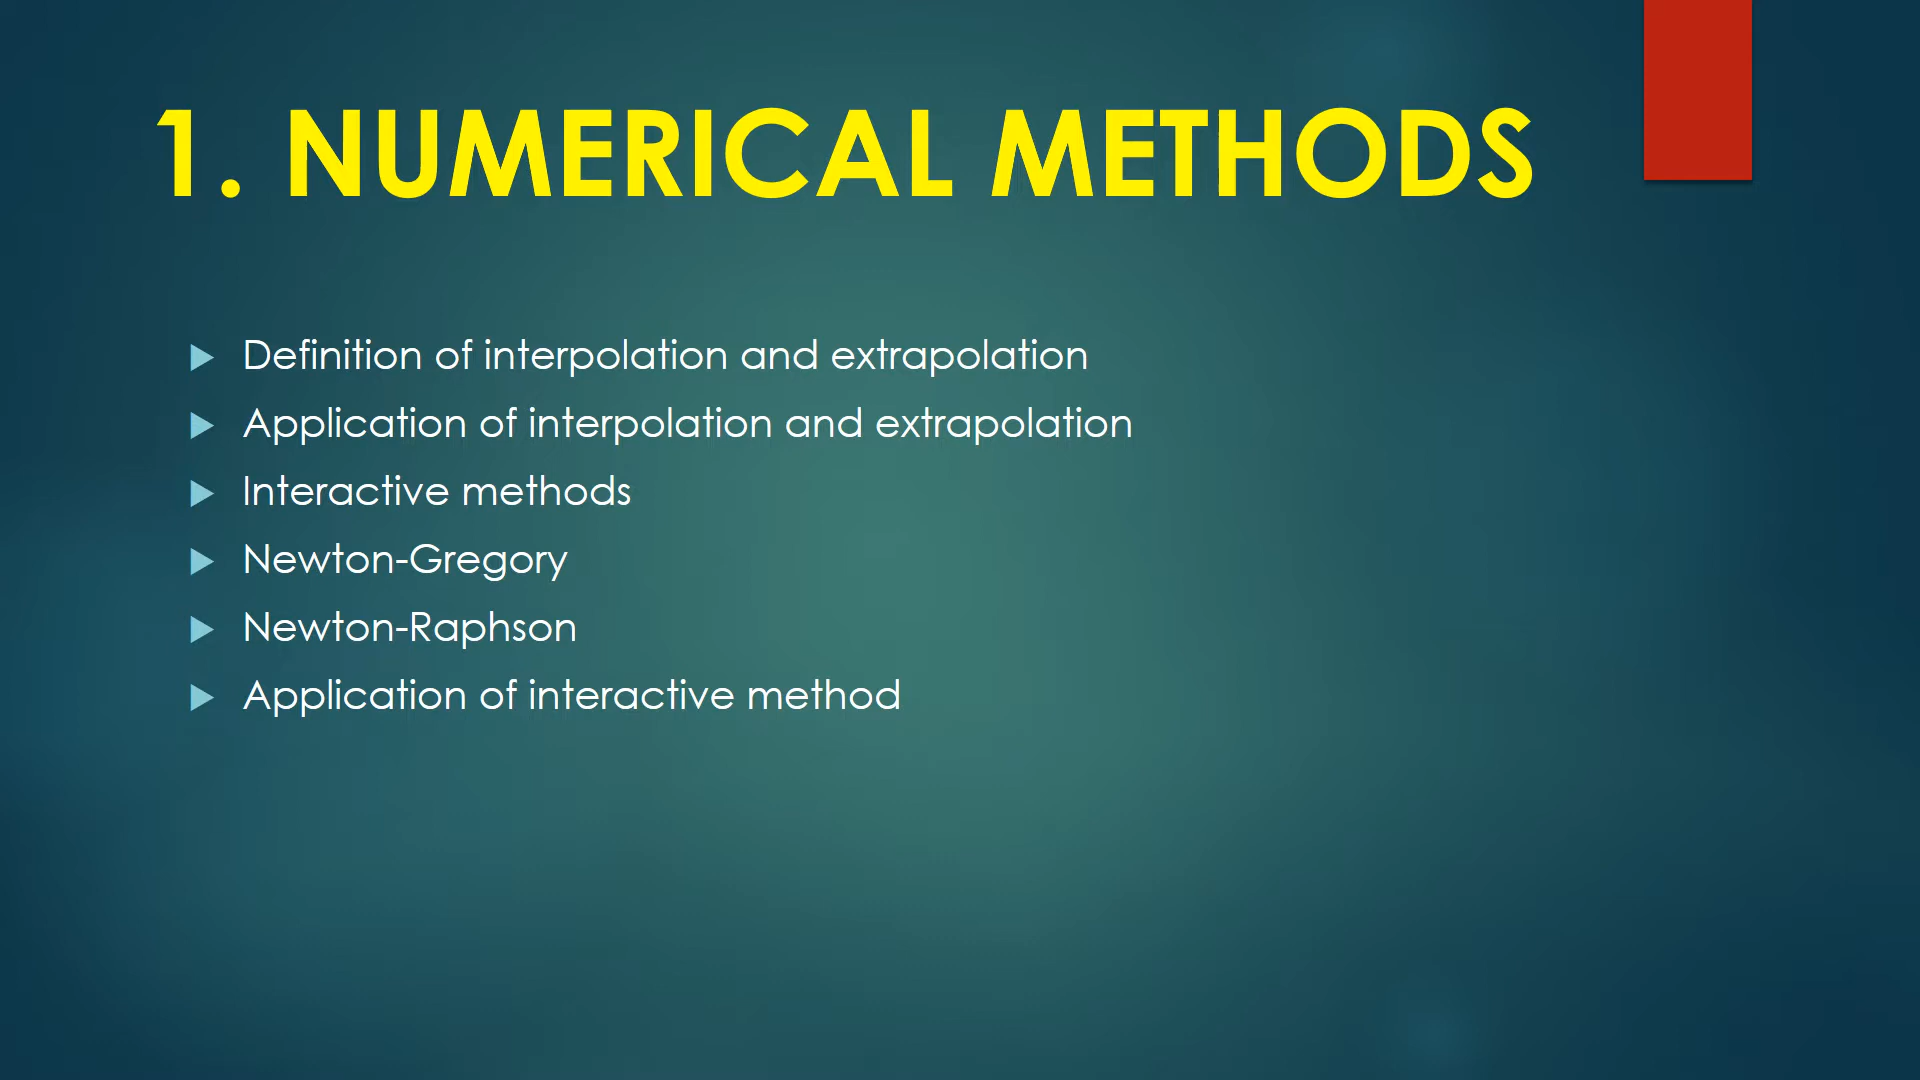 1. NUMERICAL METHODS
Definition of interpolation and extrapolation
Application of interpolation and extrapolation
Interactive methods
Newton-Gregory
Newton-Raphson
Application of interactive method